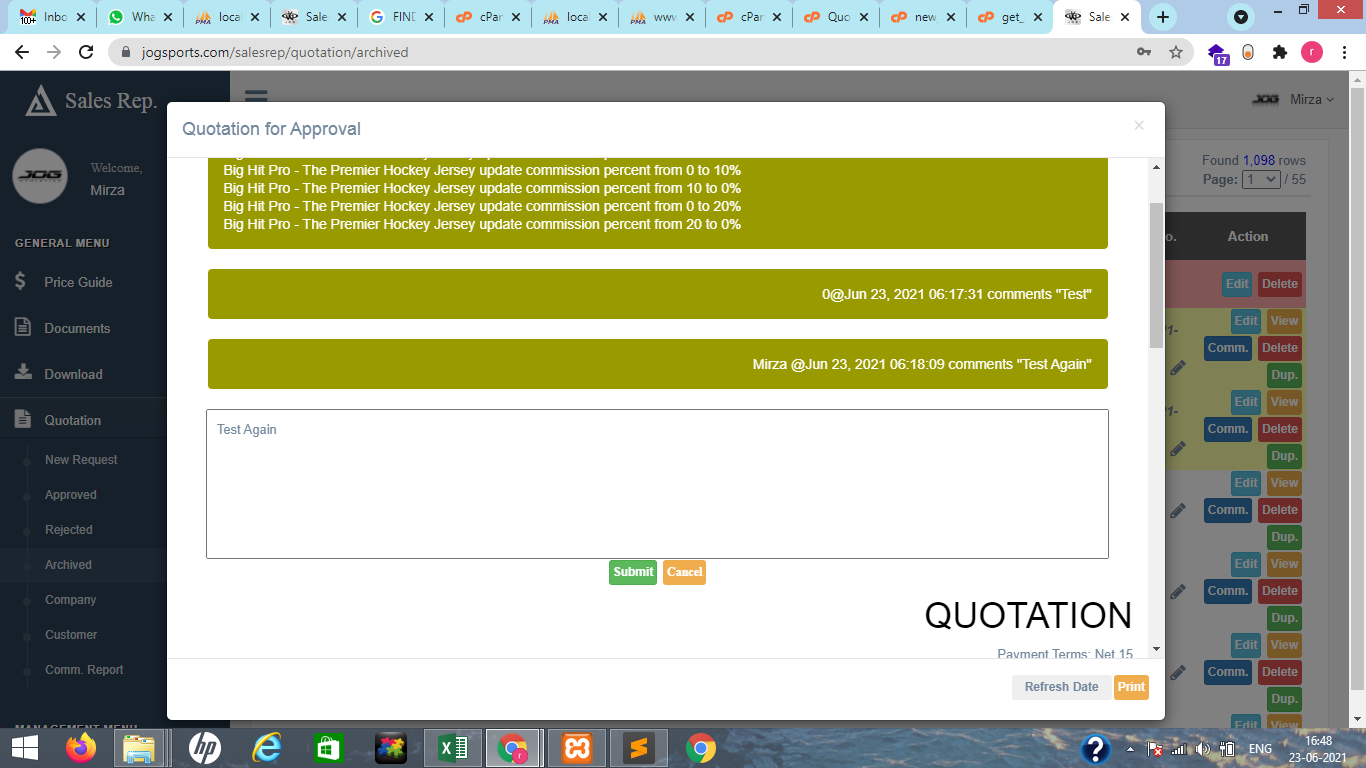 Inbo
Wha
local
Sale
FIND
cPar
local
www
cPar
Quo
new_
get_
Sale
jogsports.com/salesrep/quotation/archived
17
r
Sales Rep.
JOG
Mirza
Welcome,
Mirza
GENERAL MENU
Price Guide
Documents
Download
Quotation
New Request
Approved
Rejected
Archived
Company
Customer
Comm. Report
MANAGEMENT MENU
Quotation for Approval
×
Big Hit Pro - The Premier Hockey Jersey update commission percent from 0 to 10%
Big Hit Pro - The Premier Hockey Jersey update commission percent from 10 to 0%
Big Hit Pro - The Premier Hockey Jersey update commission percent from 0 to 20%
Big Hit Pro - The Premier Hockey Jersey update commission percent from 20 to 0%
0@Jun 23, 2021 06:17:31 comments "Test"
Mirza @Jun 23, 2021 06:18:09 comments "Test Again"
Test Again
Submit Cancel
QUOTATION
Payment Terms: Net 15
Refresh Date Print
Found 1,098 rows
Page: 1 / 55
o. Action
Edit Delete
Edit View
Comm. Delete
Dup.
Edit View
Comm. Delete
Dup.
Edit View
Comm. Delete
Dup.
Edit View
Comm. Delete
Dup.
Edit View
Comm. Delete
Dup.
Edit View
ENG
16:48
23-06-2021